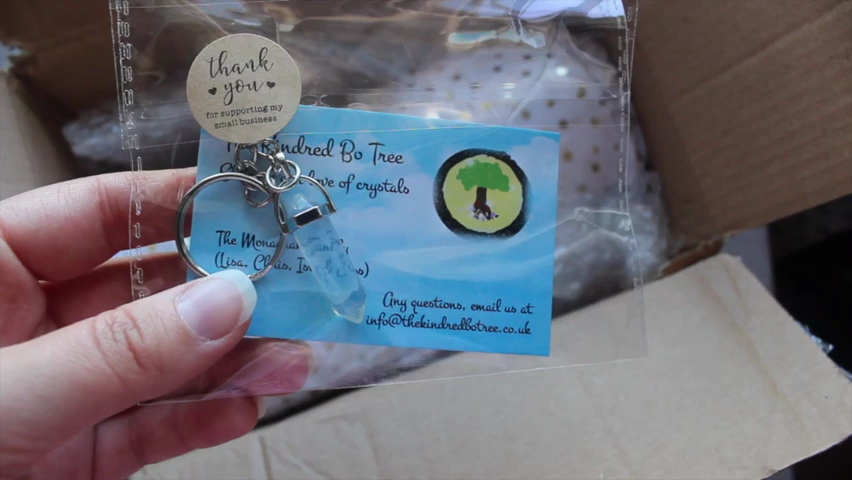 thank
you
for supporting my
small business
Kindred Bo Tree
love of crystals
The
(Lisa,
Any questions, email us at
info@thekindredbotree.co.uk